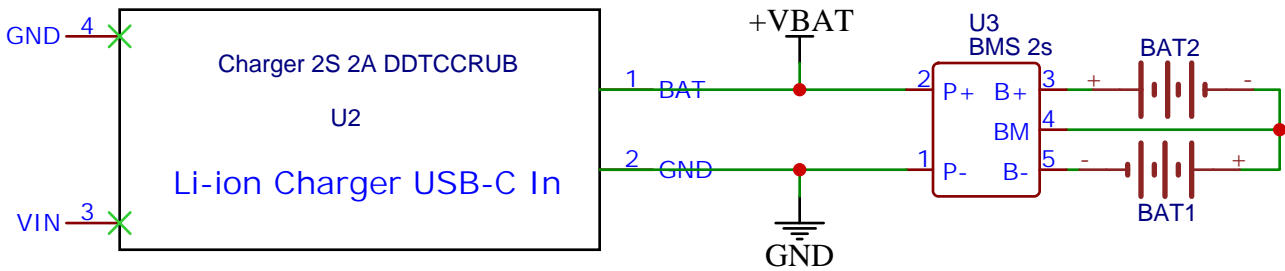 GND 4
Charger 2S 2A DDTCCRUB
U2
Li-ion Charger USB-C In
VIN 3
1 BAT
2 GND
+VBAT
GND
U3
BMS 2s
2 P+ B+ 3
BM 4
1 P- B- 5
BAT2
+ -
- +
BAT1